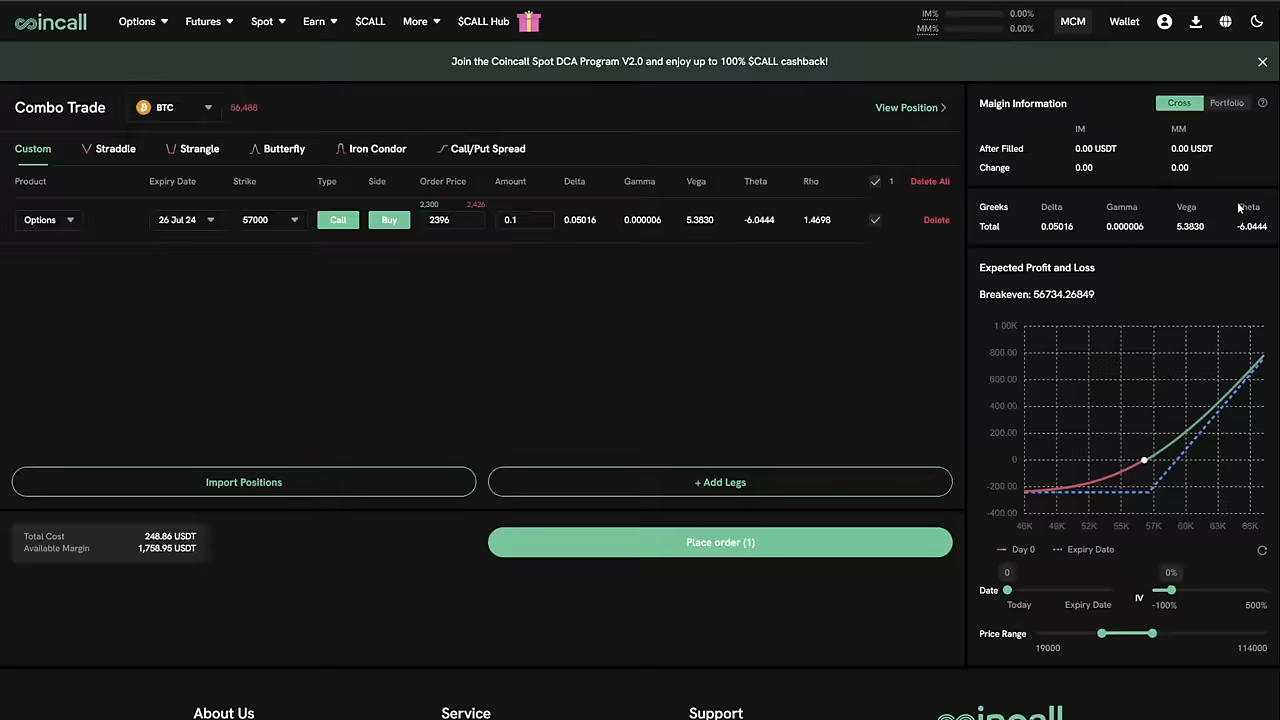 coincall Options Futures Spot Earn $CALL More $CALL Hub IM% 0.00% MM% 0.00% MCM Wallet
Join the Coincall Spot DCA Program V2.0 and enjoy up to 100% $CALL cashback!
Combo Trade BTC 56,488 View Position
Custom Straddle Strangle Butterfly Iron Condor Call/Put Spread
Product Expiry Date Strike Type Side Order Price Amount Delta Gamma Vega Theta Rho 1 Delete All
2,300 2,426
Options 26 Jul 24 57000 Call Buy 2396 0.1 0.05016 0.000006 5.3830 -6.0444 1.4698 Delete
Import Positions + Add Legs
Total Cost 248.86 USDT
Available Margin 1,758.95 USDT
Place order (1)
Margin Information Cross Portfolio
IM MM
After Filled 0.00 USDT 0.00 USDT
Change 0.00 0.00
Greeks Delta Gamma Vega Theta
Total 0.05016 0.000006 5.3830 -6.0444
Expected Profit and Loss
Breakeven: 56734.26849
1.00K
800.00
600.00
400.00
200.00
0
-200.00
-400.00
46K 49K 52K 55K 57K 60K 63K 66K
Day 0 Expiry Date
0 0%
Date IV
Today Expiry Date -100% 500%
Price Range
19000 114000
About Us Service Support coincall